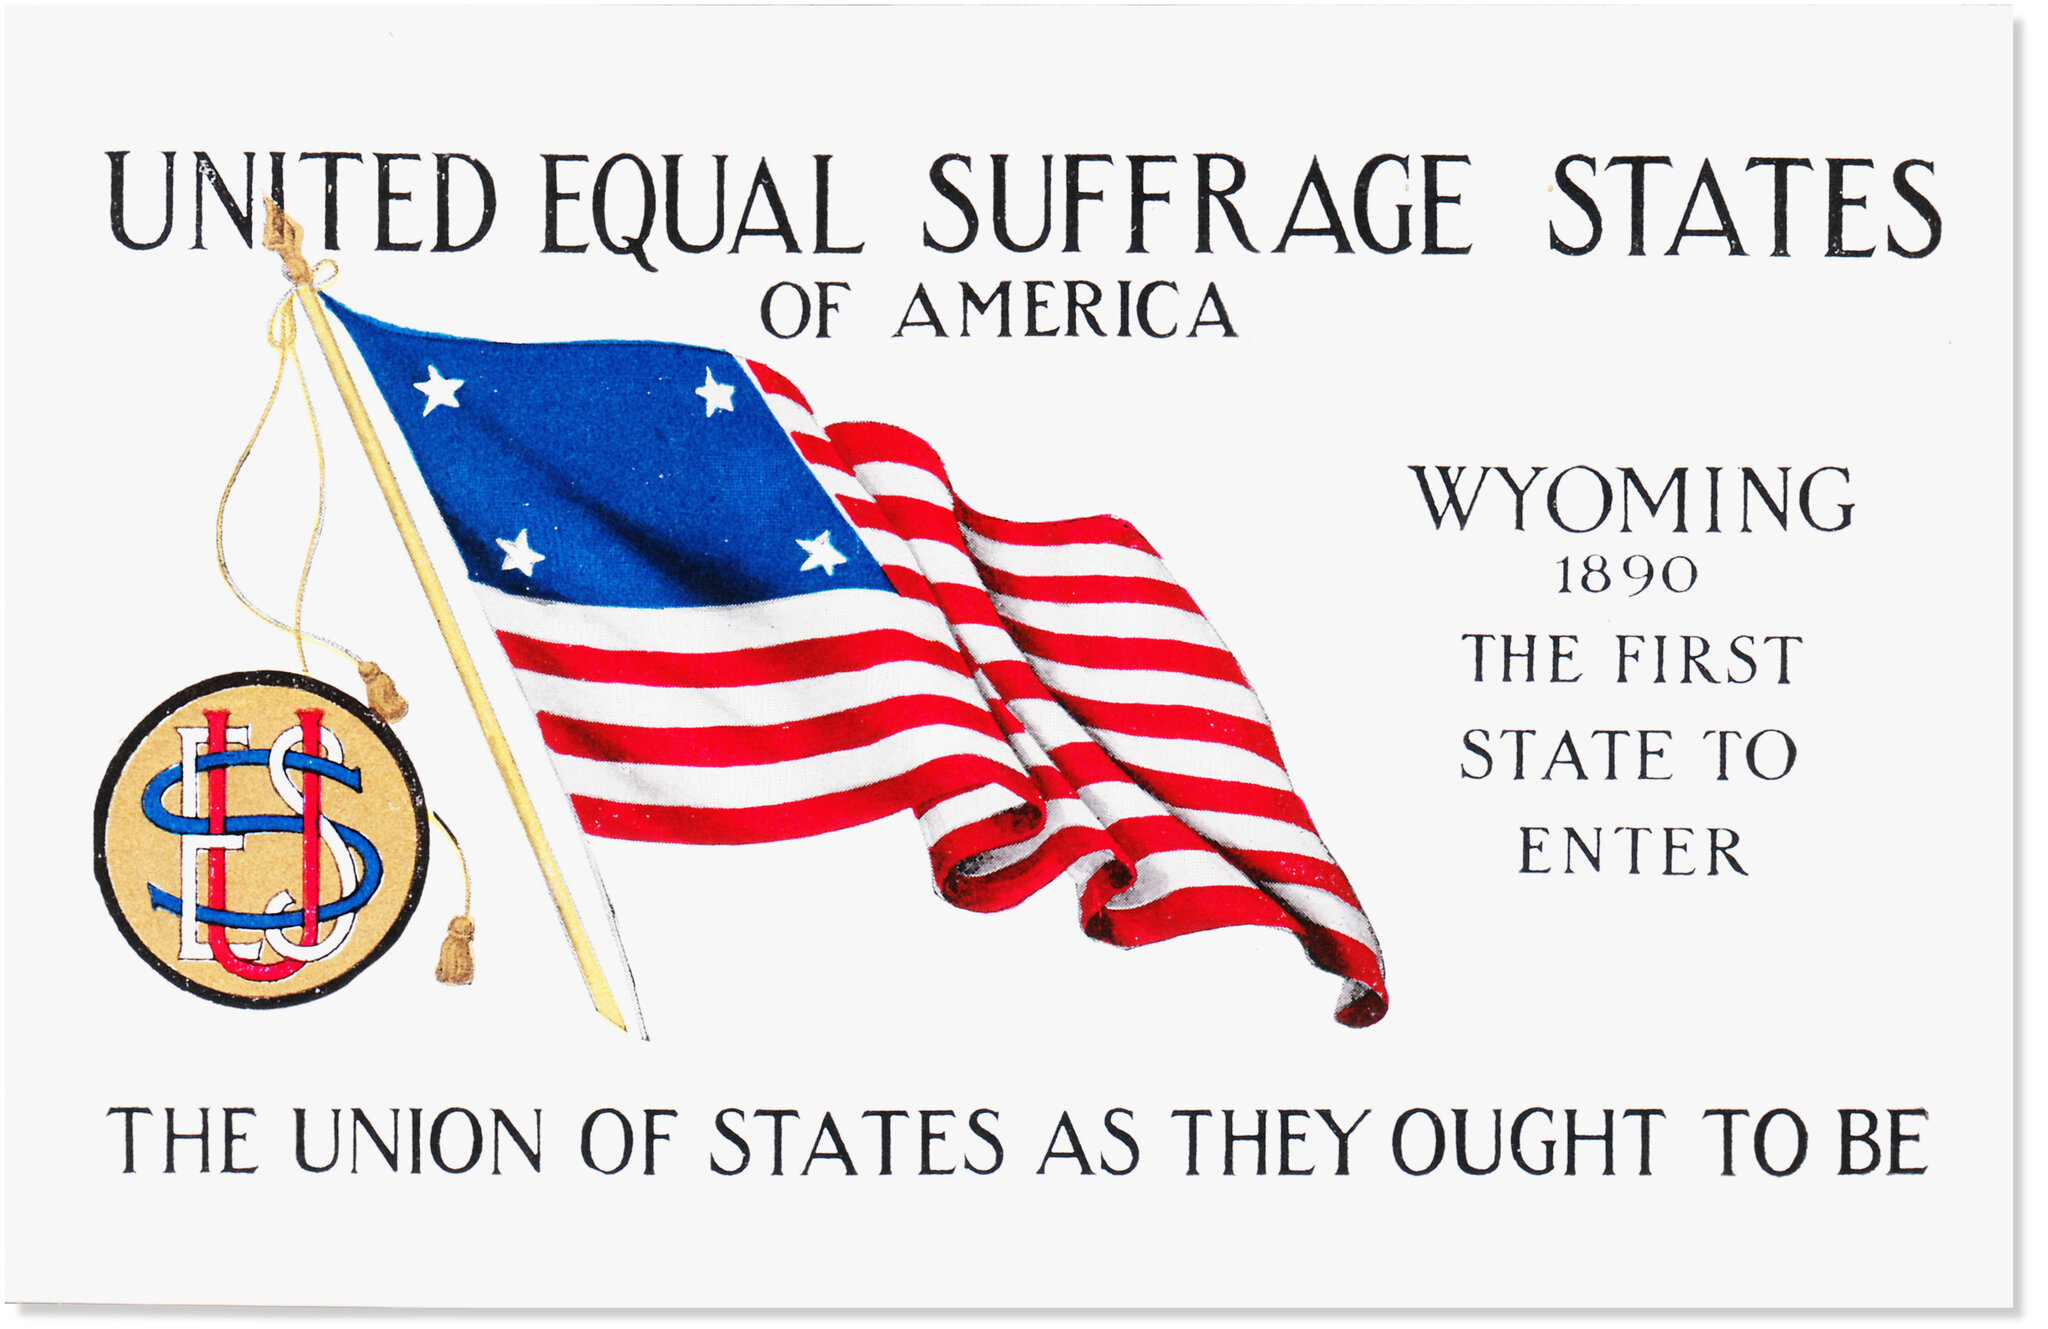 UNITED EQUAL SUFFRAGE STATES
OF AMERICA
WYOMING
1890
THE FIRST
STATE TO
ENTER
UESS
THE UNION OF STATES AS THEY OUGHT TO BE